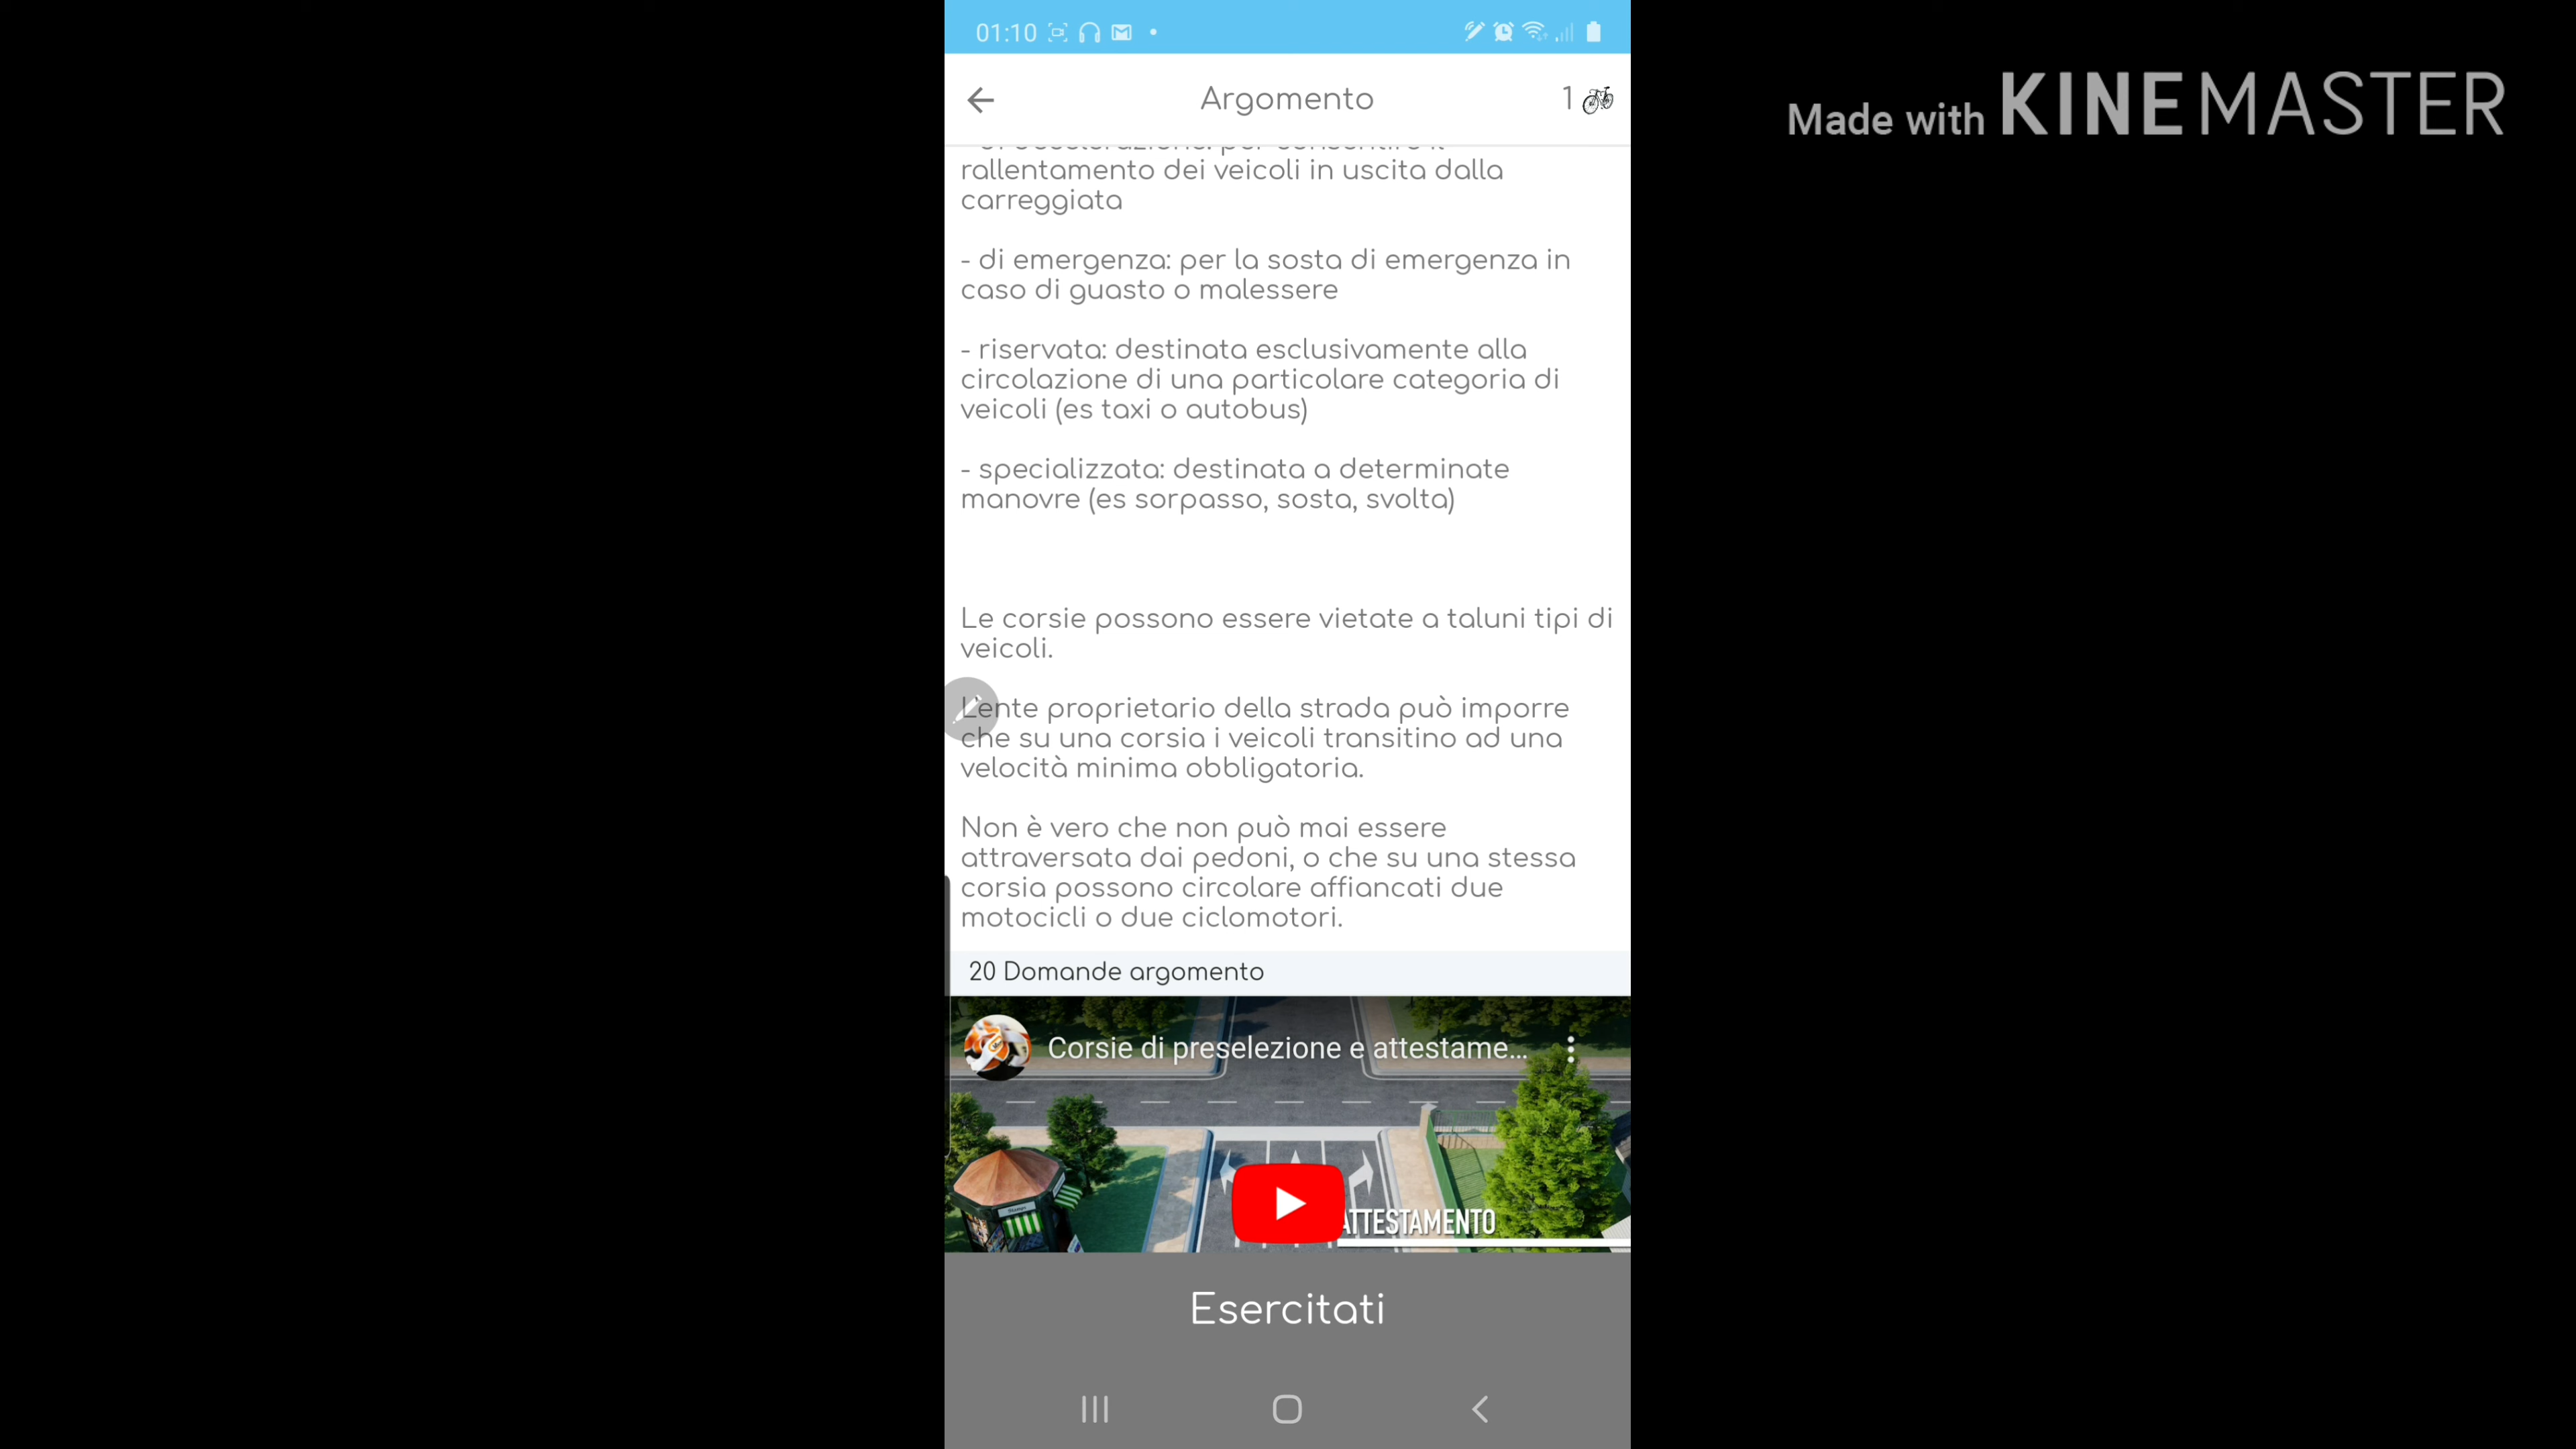 01:10
Made with KINEMASTER
Argomento
1
rallentamento dei veicoli in uscita dalla
carreggiata
- di emergenza: per la sosta di emergenza in
caso di guasto o malessere
- riservata: destinata esclusivamente alla
circolazione di una particolare categoria di
veicoli (es taxi o autobus)
- specializzata: destinata a determinate
manovre (es sorpasso, sosta, svolta)
Le corsie possono essere vietate a taluni tipi di
veicoli.
L'ente proprietario della strada può imporre
che su una corsia i veicoli transitino ad una
velocità minima obbligatoria.
Non è vero che non può mai essere
attraversata dai pedoni, o che su una stessa
corsia possono circolare affiancati due
motocicli o due ciclomotori.
20 Domande argomento
Corsie di preselezione e attestame...
ATTESTAMENTO
Esercitati